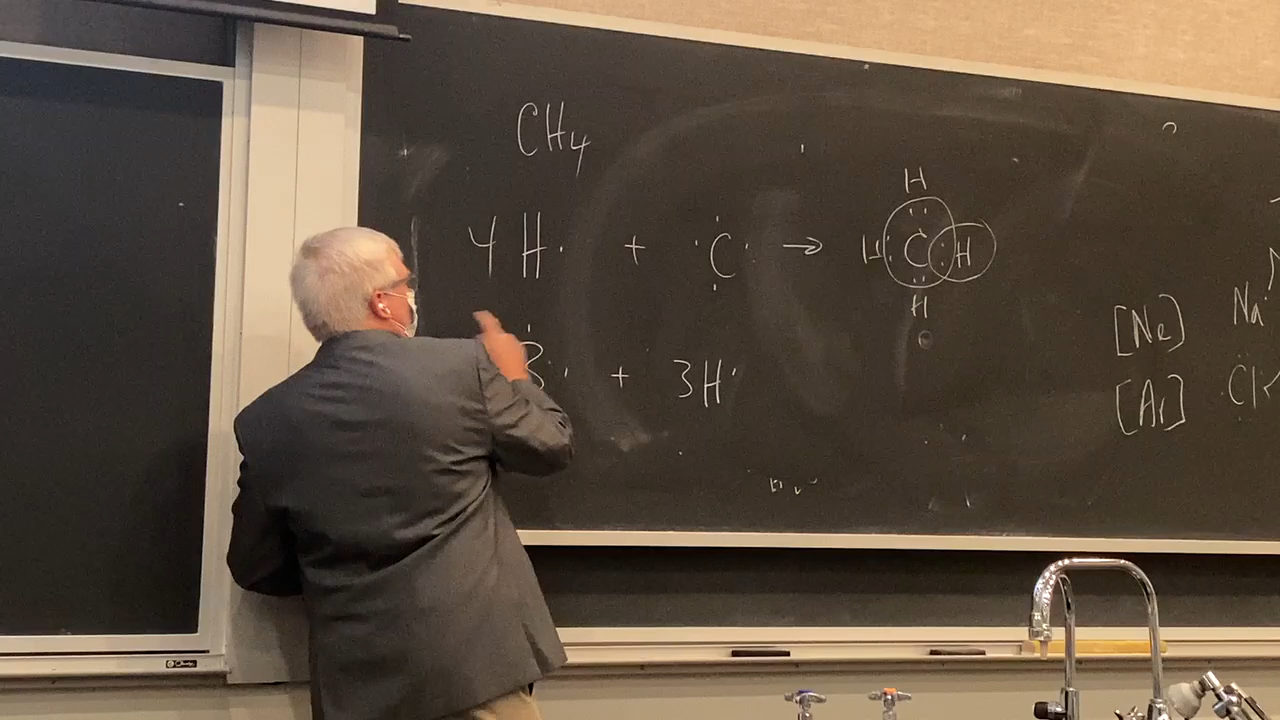 CH4
4 H· + ·C· → H C H
H
H
B· + 3H·
[Ne] Na
[Ar] Cl